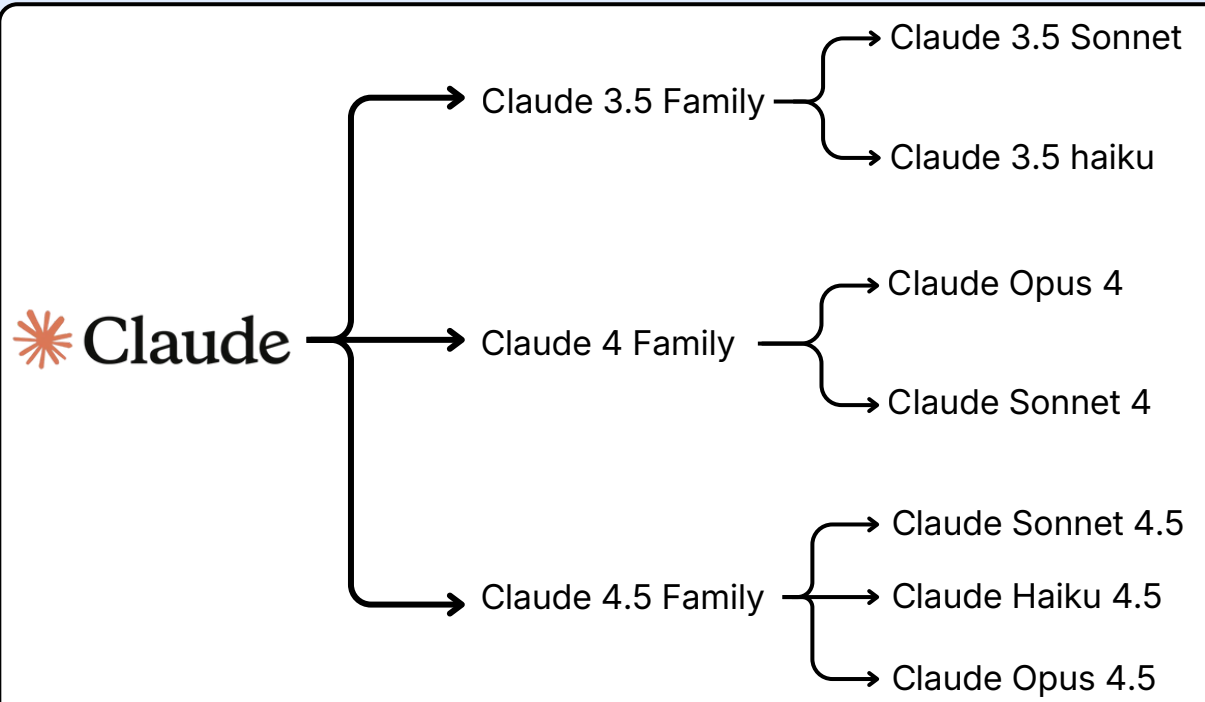 Claude
Claude 3.5 Family
Claude 3.5 Sonnet
Claude 3.5 haiku
Claude 4 Family
Claude Opus 4
Claude Sonnet 4
Claude 4.5 Family
Claude Sonnet 4.5
Claude Haiku 4.5
Claude Opus 4.5